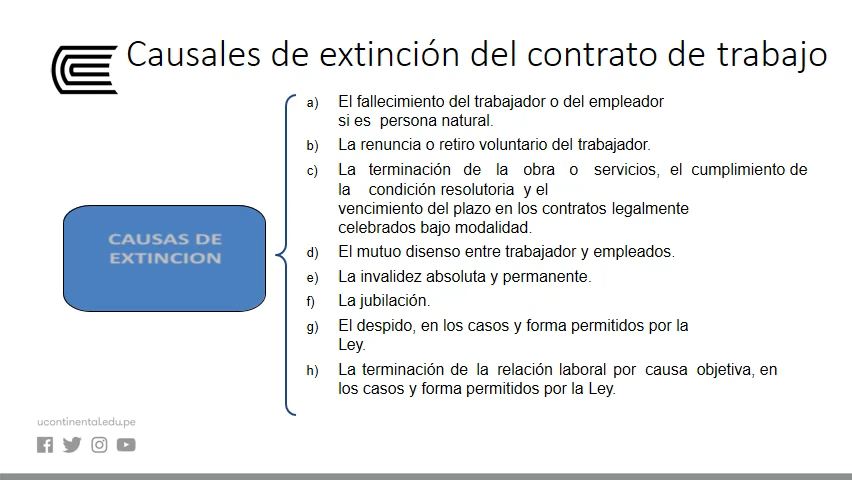 Causales de extinción del contrato de trabajo
CAUSAS DE
EXTINCION
a) El fallecimiento del trabajador o del empleador
si es persona natural.
b) La renuncia o retiro voluntario del trabajador.
c) La terminación de la obra o servicios, el cumplimiento de
la condición resolutoria y el
vencimiento del plazo en los contratos legalmente
celebrados bajo modalidad.
d) El mutuo disenso entre trabajador y empleados.
e) La invalidez absoluta y permanente.
f) La jubilación.
g) El despido, en los casos y forma permitidos por la
Ley.
h) La terminación de la relación laboral por causa objetiva, en
los casos y forma permitidos por la Ley.
ucontinental.edu.pe